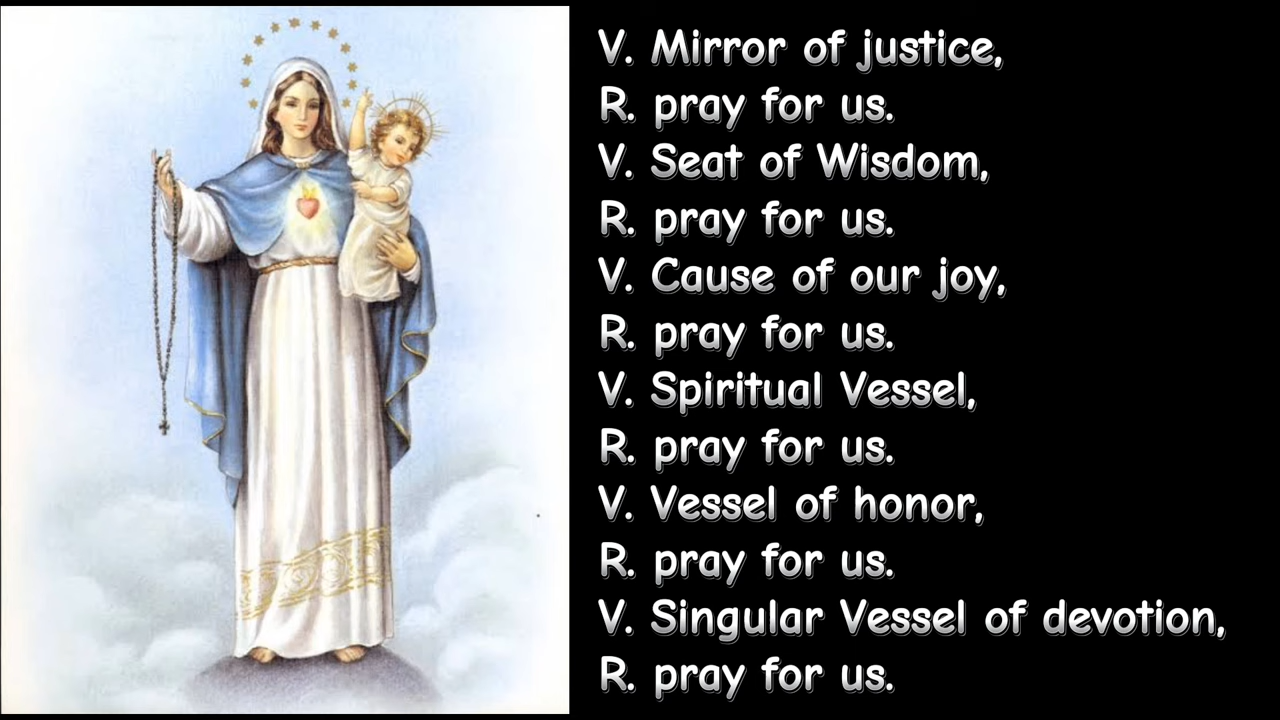 V. Mirror of justice,
R. pray for us.
V. Seat of Wisdom,
R. pray for us.
V. Cause of our joy,
R. pray for us.
V. Spiritual Vessel,
R. pray for us.
V. Vessel of honor,
R. pray for us.
V. Singular Vessel of devotion,
R. pray for us.